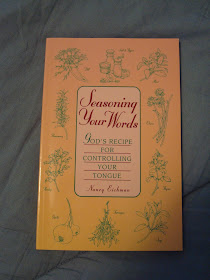 Seasoning
Your Words
GOD'S RECIPE
FOR
CONTROLLING
YOUR
TONGUE
Nancy Eichman